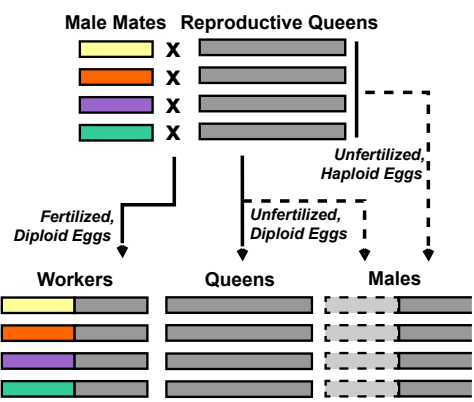 Male Mates Reproductive Queens
x
x
x
x
Unfertilized,
Haploid Eggs
Fertilized,
Diploid Eggs
Unfertilized,
Diploid Eggs
Workers Queens Males